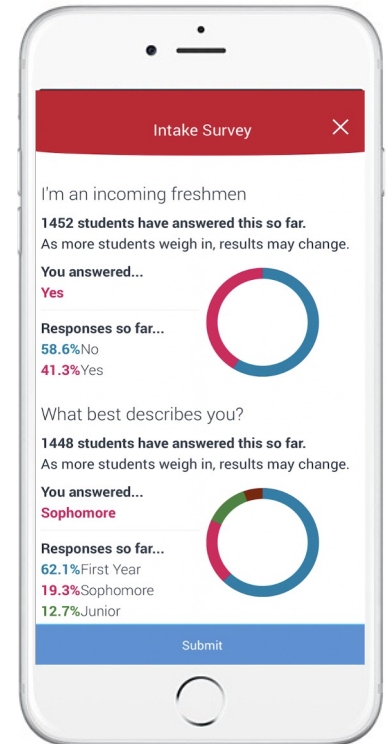 Intake Survey
I'm an incoming freshmen
1452 students have answered this so far.
As more students weigh in, results may change.
You answered...
Yes
Responses so far...
58.6%No
41.3%Yes
What best describes you?
1448 students have answered this so far.
As more students weigh in, results may change.
You answered...
Sophomore
Responses so far...
62.1%First Year
19.3%Sophomore
12.7%Junior
Submit